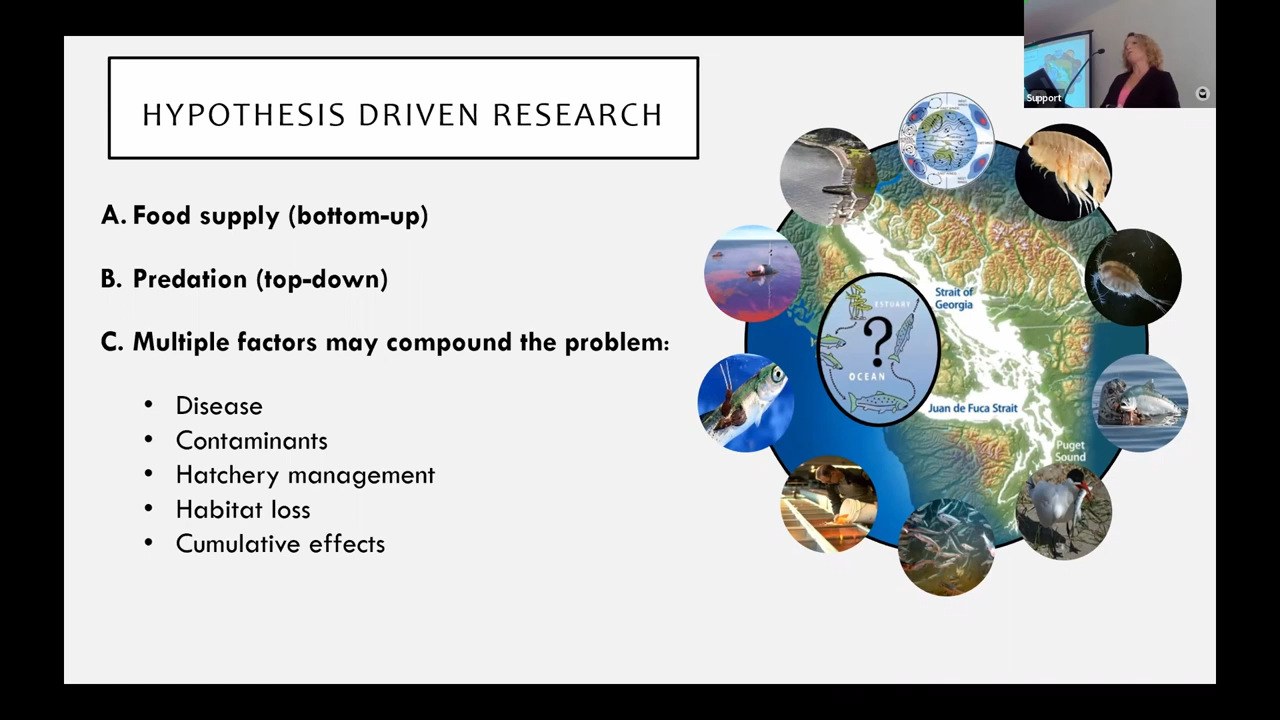 Support
HYPOTHESIS DRIVEN RESEARCH
A. Food supply (bottom-up)
B. Predation (top-down)
C. Multiple factors may compound the problem:
• Disease
• Contaminants
• Hatchery management
• Habitat loss
• Cumulative effects
Strait of
Georgia
ESTUARY
?
OCEAN
Juan de Fuca Strait
Puget
Sound